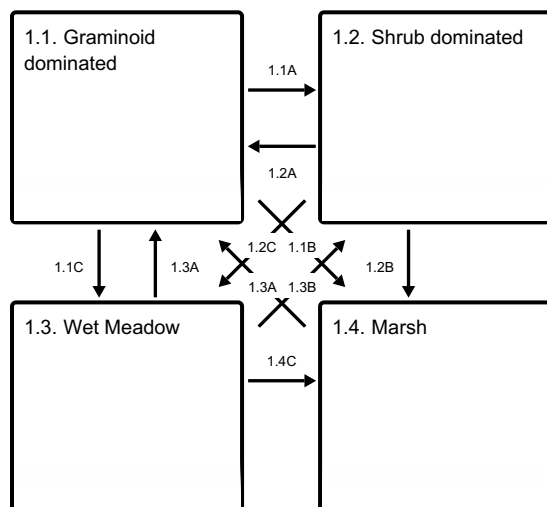 1.1. Graminoid
dominated
1.2. Shrub dominated
1.1A
1.2A
1.2C
1.1B
1.1C
1.3A
1.2B
1.3A
1.3B
1.3. Wet Meadow
1.4. Marsh
1.4C